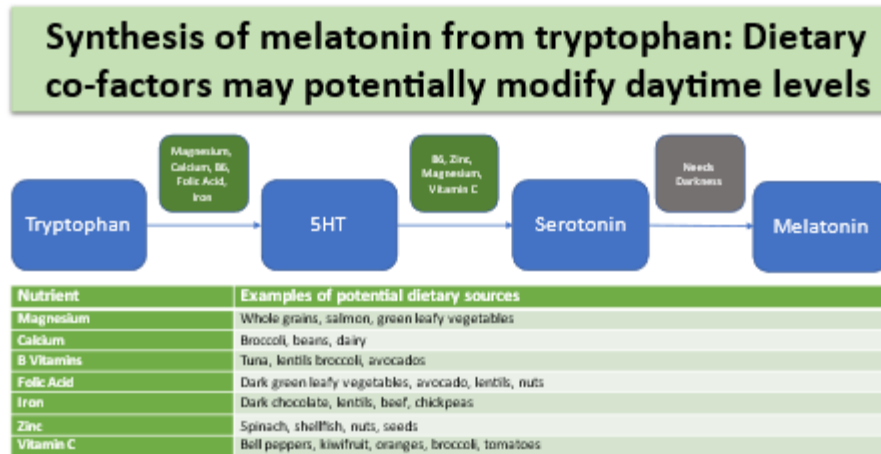 Synthesis of melatonin from tryptophan: Dietary
co-factors may potentially modify daytime levels
Magnesium,
Calcium, B6,
Folic Acid,
Iron
B6, Zinc,
Magnesium,
Vitamin C
Needs
Darkness
Tryptophan
5HT
Serotonin
Melatonin
Nutrient Examples of potential dietary sources
Magnesium Whole grains, salmon, green leafy vegetables
Calcium Broccoli, beans, dairy
B Vitamins Tuna, lentils broccoli, avocados
Folic Acid Dark green leafy vegetables, avocado, lentils, nuts
Iron Dark chocolate, lentils, beef, chickpeas
Zinc Spinach, shellfish, nuts, seeds
Vitamin C Bell peppers, kiwifruit, oranges, broccoli, tomatoes